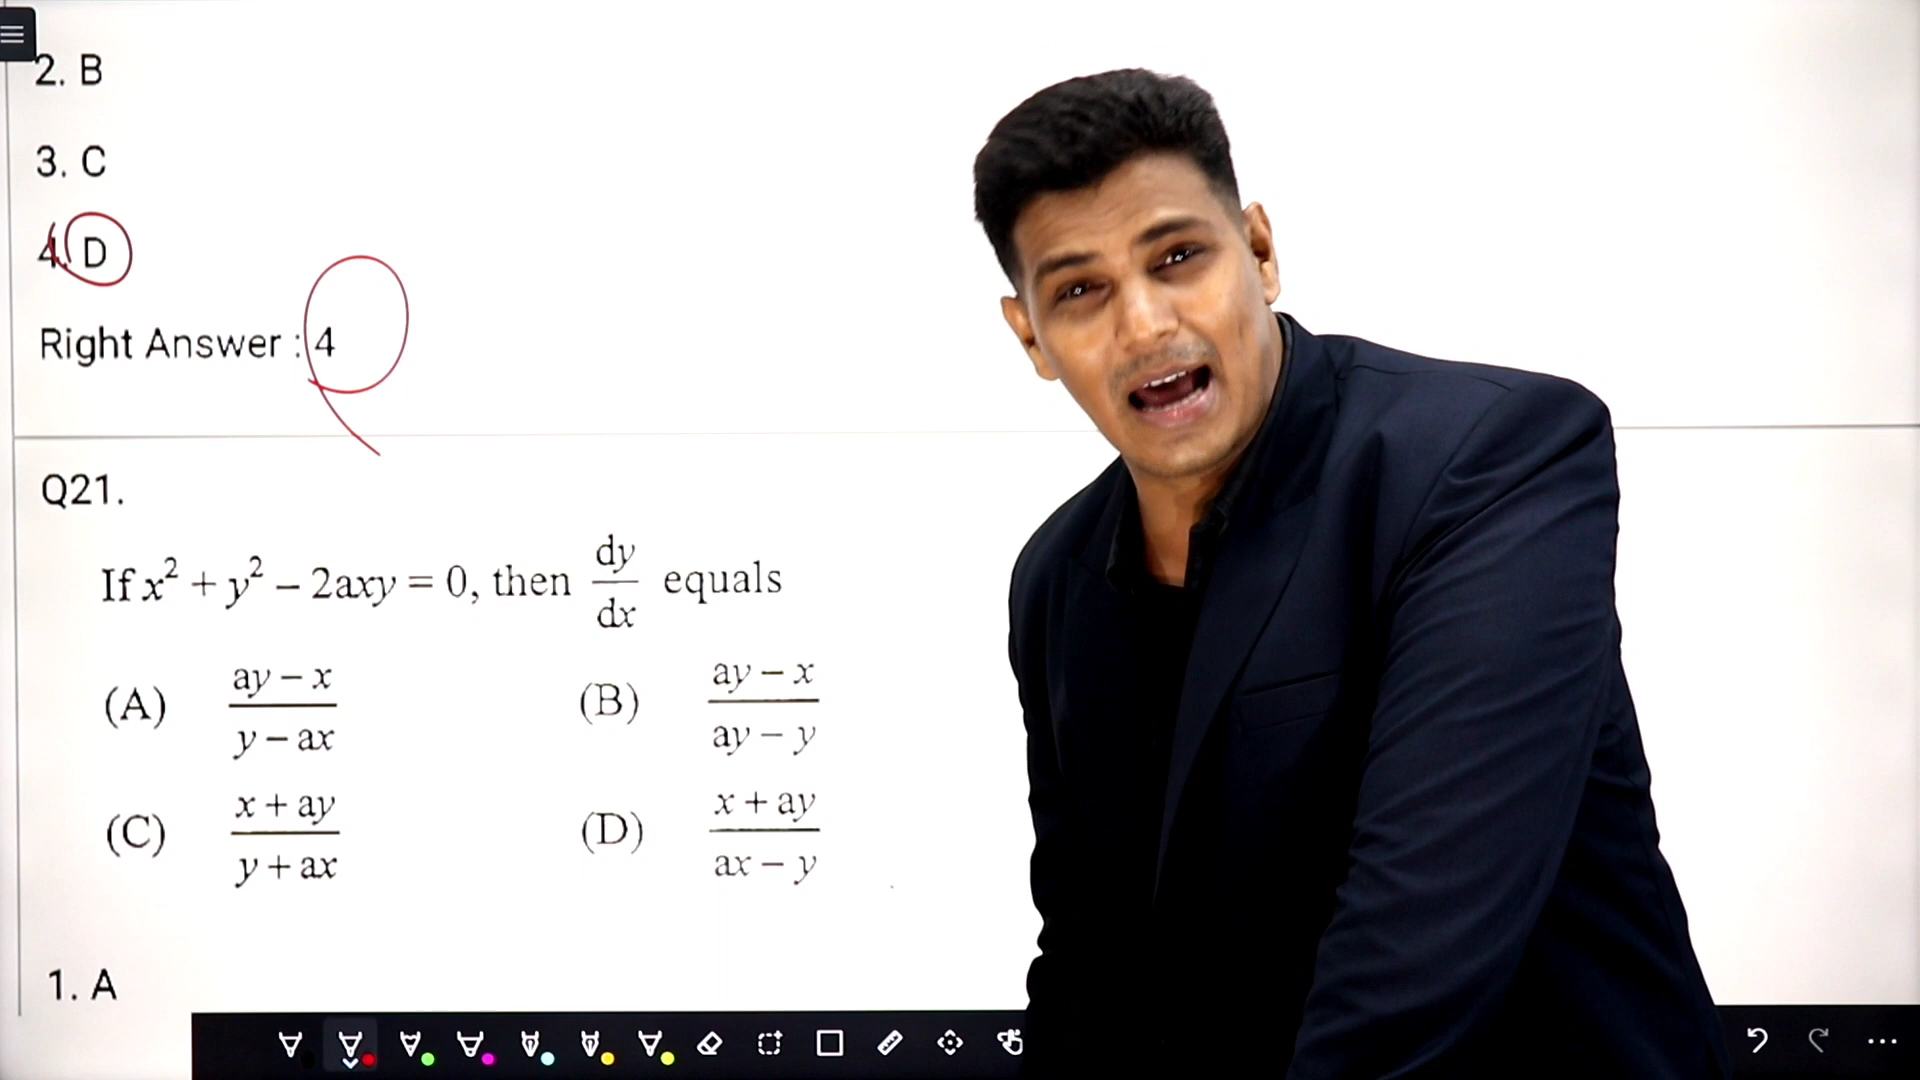 2. B
3. C
4. D
Right Answer : 4
Q21.
If x² + y² – 2axy = 0, then dy/dx equals
(A) ay – x / y – ax (B) ay – x / ay – y
(C) x + ay / y + ax (D) x + ay / ax – y
1. A